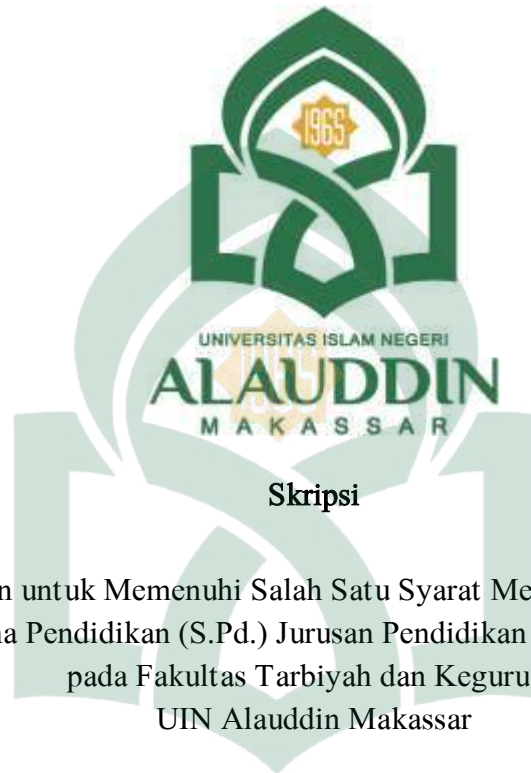 1965
UNIVERSITAS ISLAM NEGERI
ALAUDDIN
MAKASSAR
Skripsi
untuk Memenuhi Salah Satu Syarat
Pendidikan (S.Pd.) Jurusan Pendidikan
pada Fakultas Tarbiyah dan
UIN Alauddin Makassar